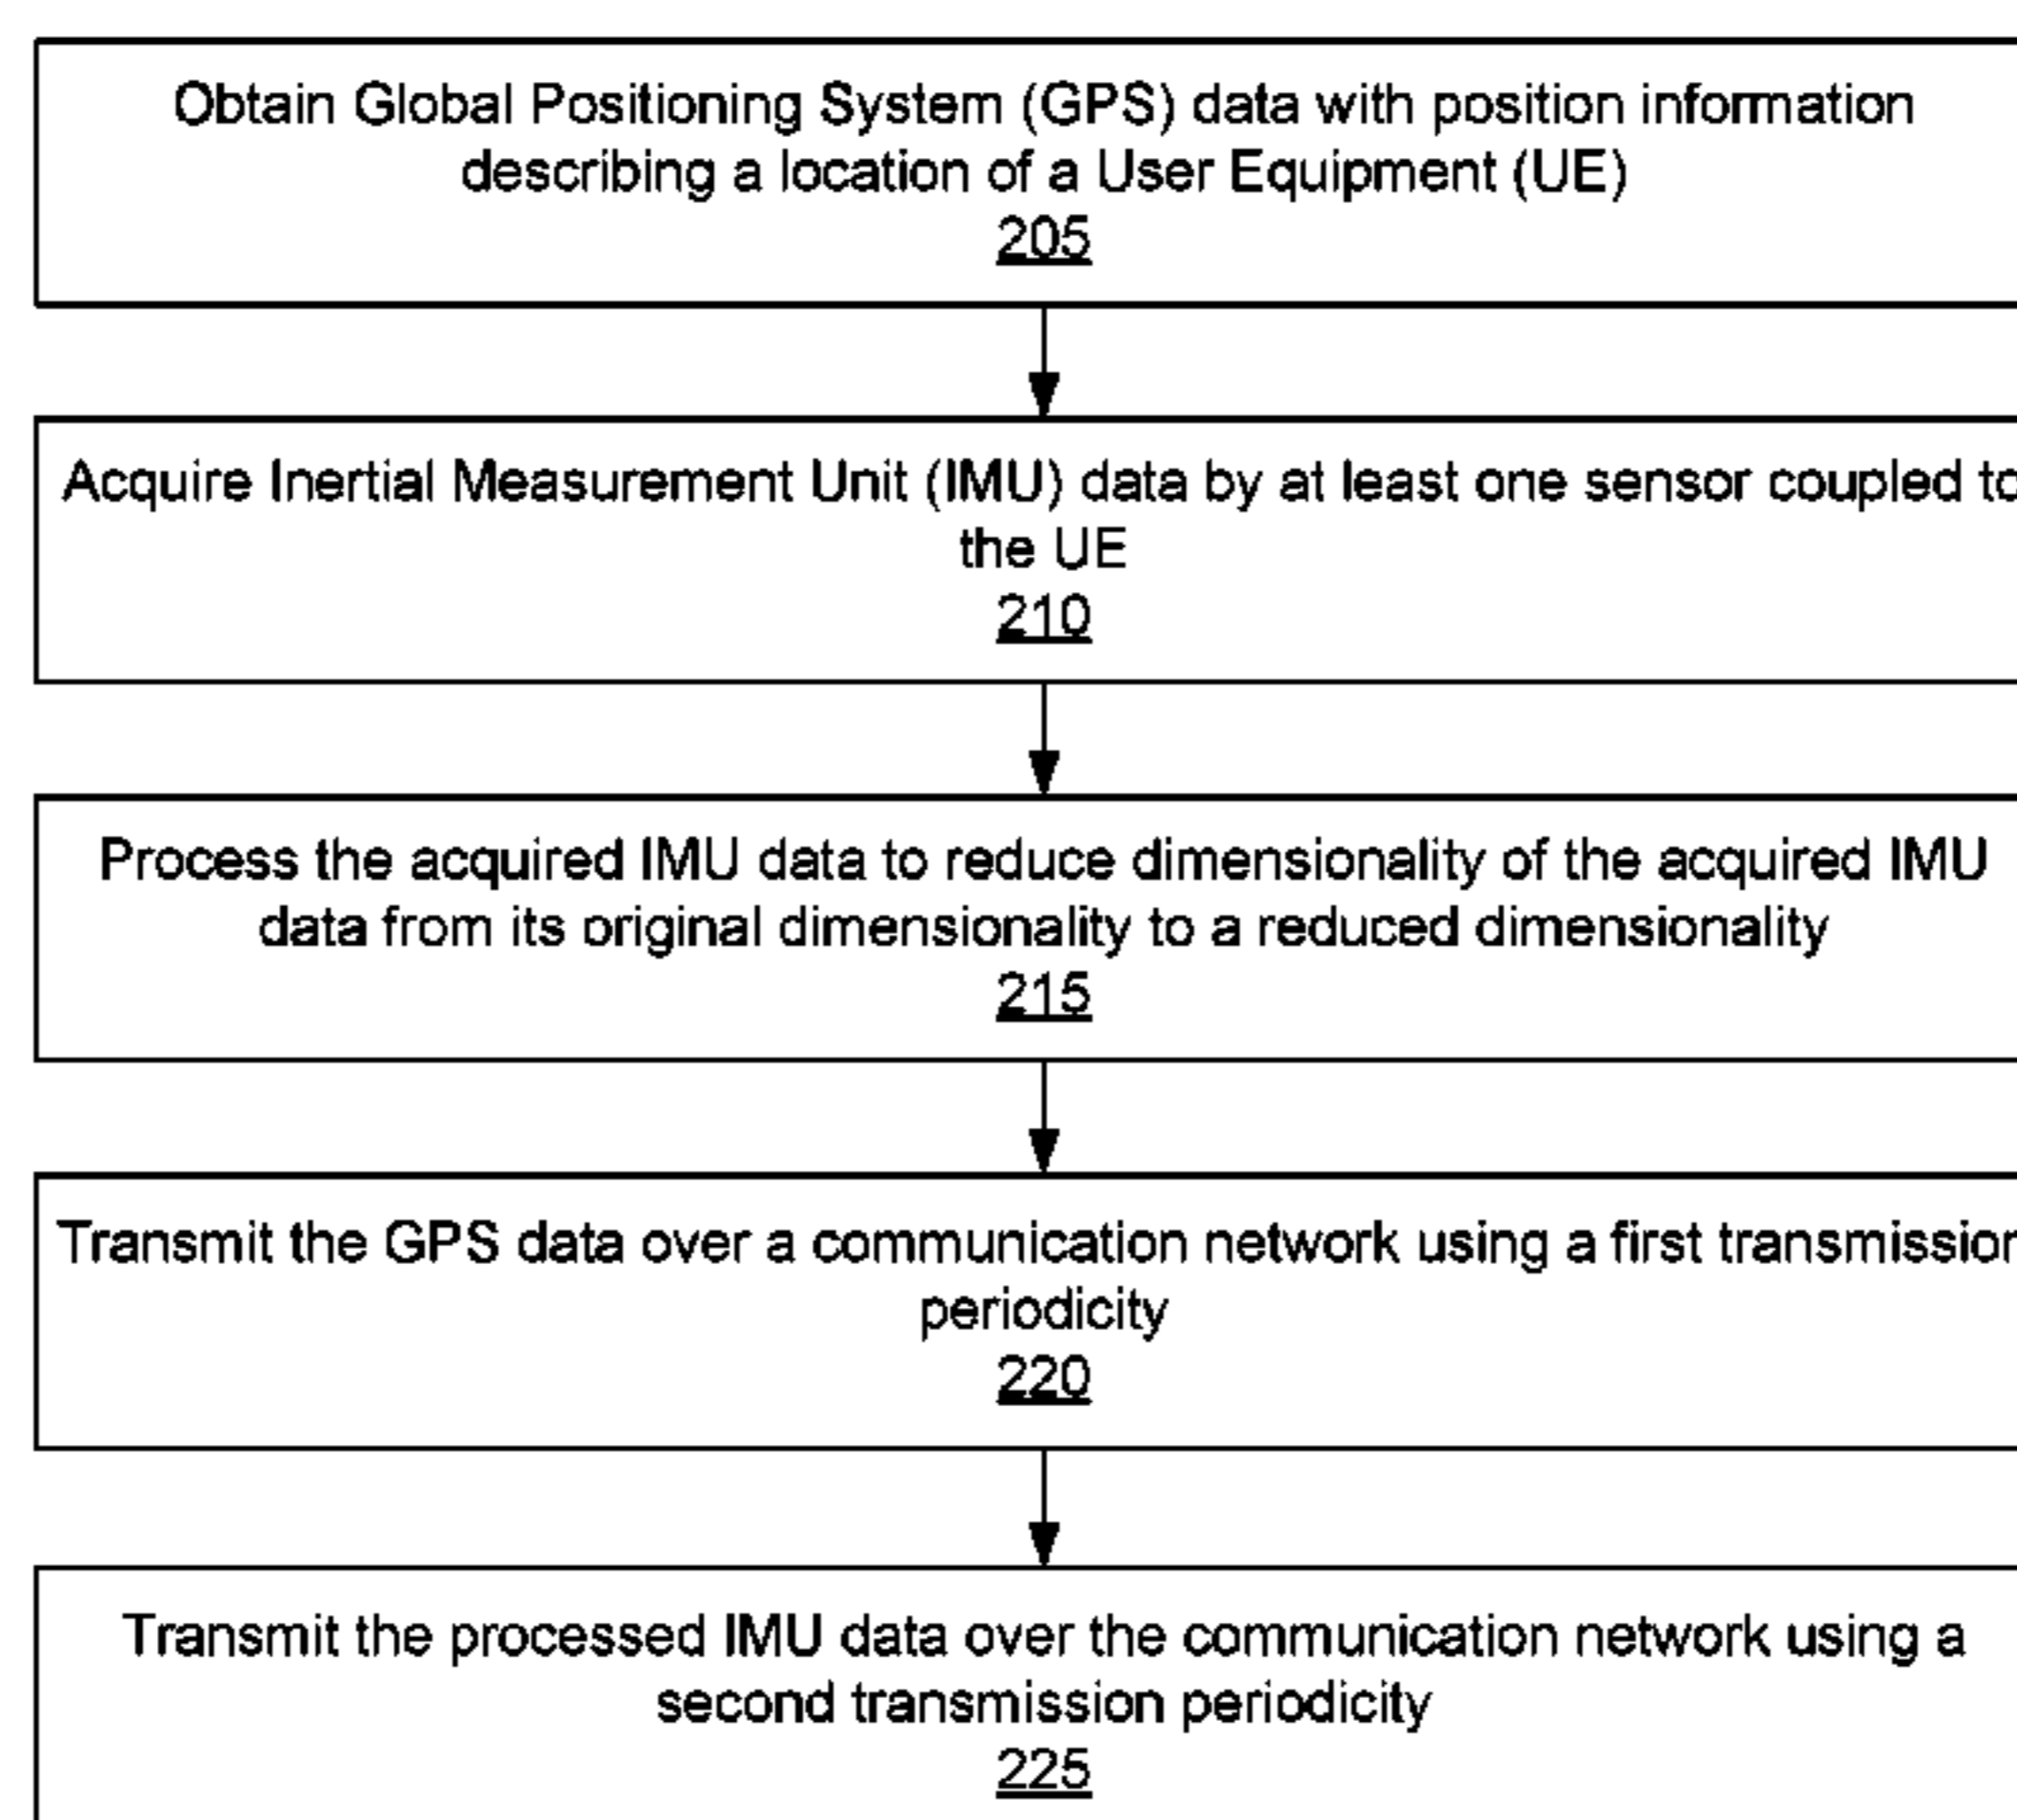 Obtain Global Positioning System (GPS) data with position information
describing a location of a User Equipment (UE)
205
Acquire Inertial Measurement Unit (IMU) data by at least one sensor coupled to
the UE
210
Process the acquired IMU data to reduce dimensionality of the acquired IMU
data from its original dimensionality to a reduced dimensionality
215
Transmit the GPS data over a communication network using a first transmission
periodicity
220
Transmit the processed IMU data over the communication network using a
second transmission periodicity
225